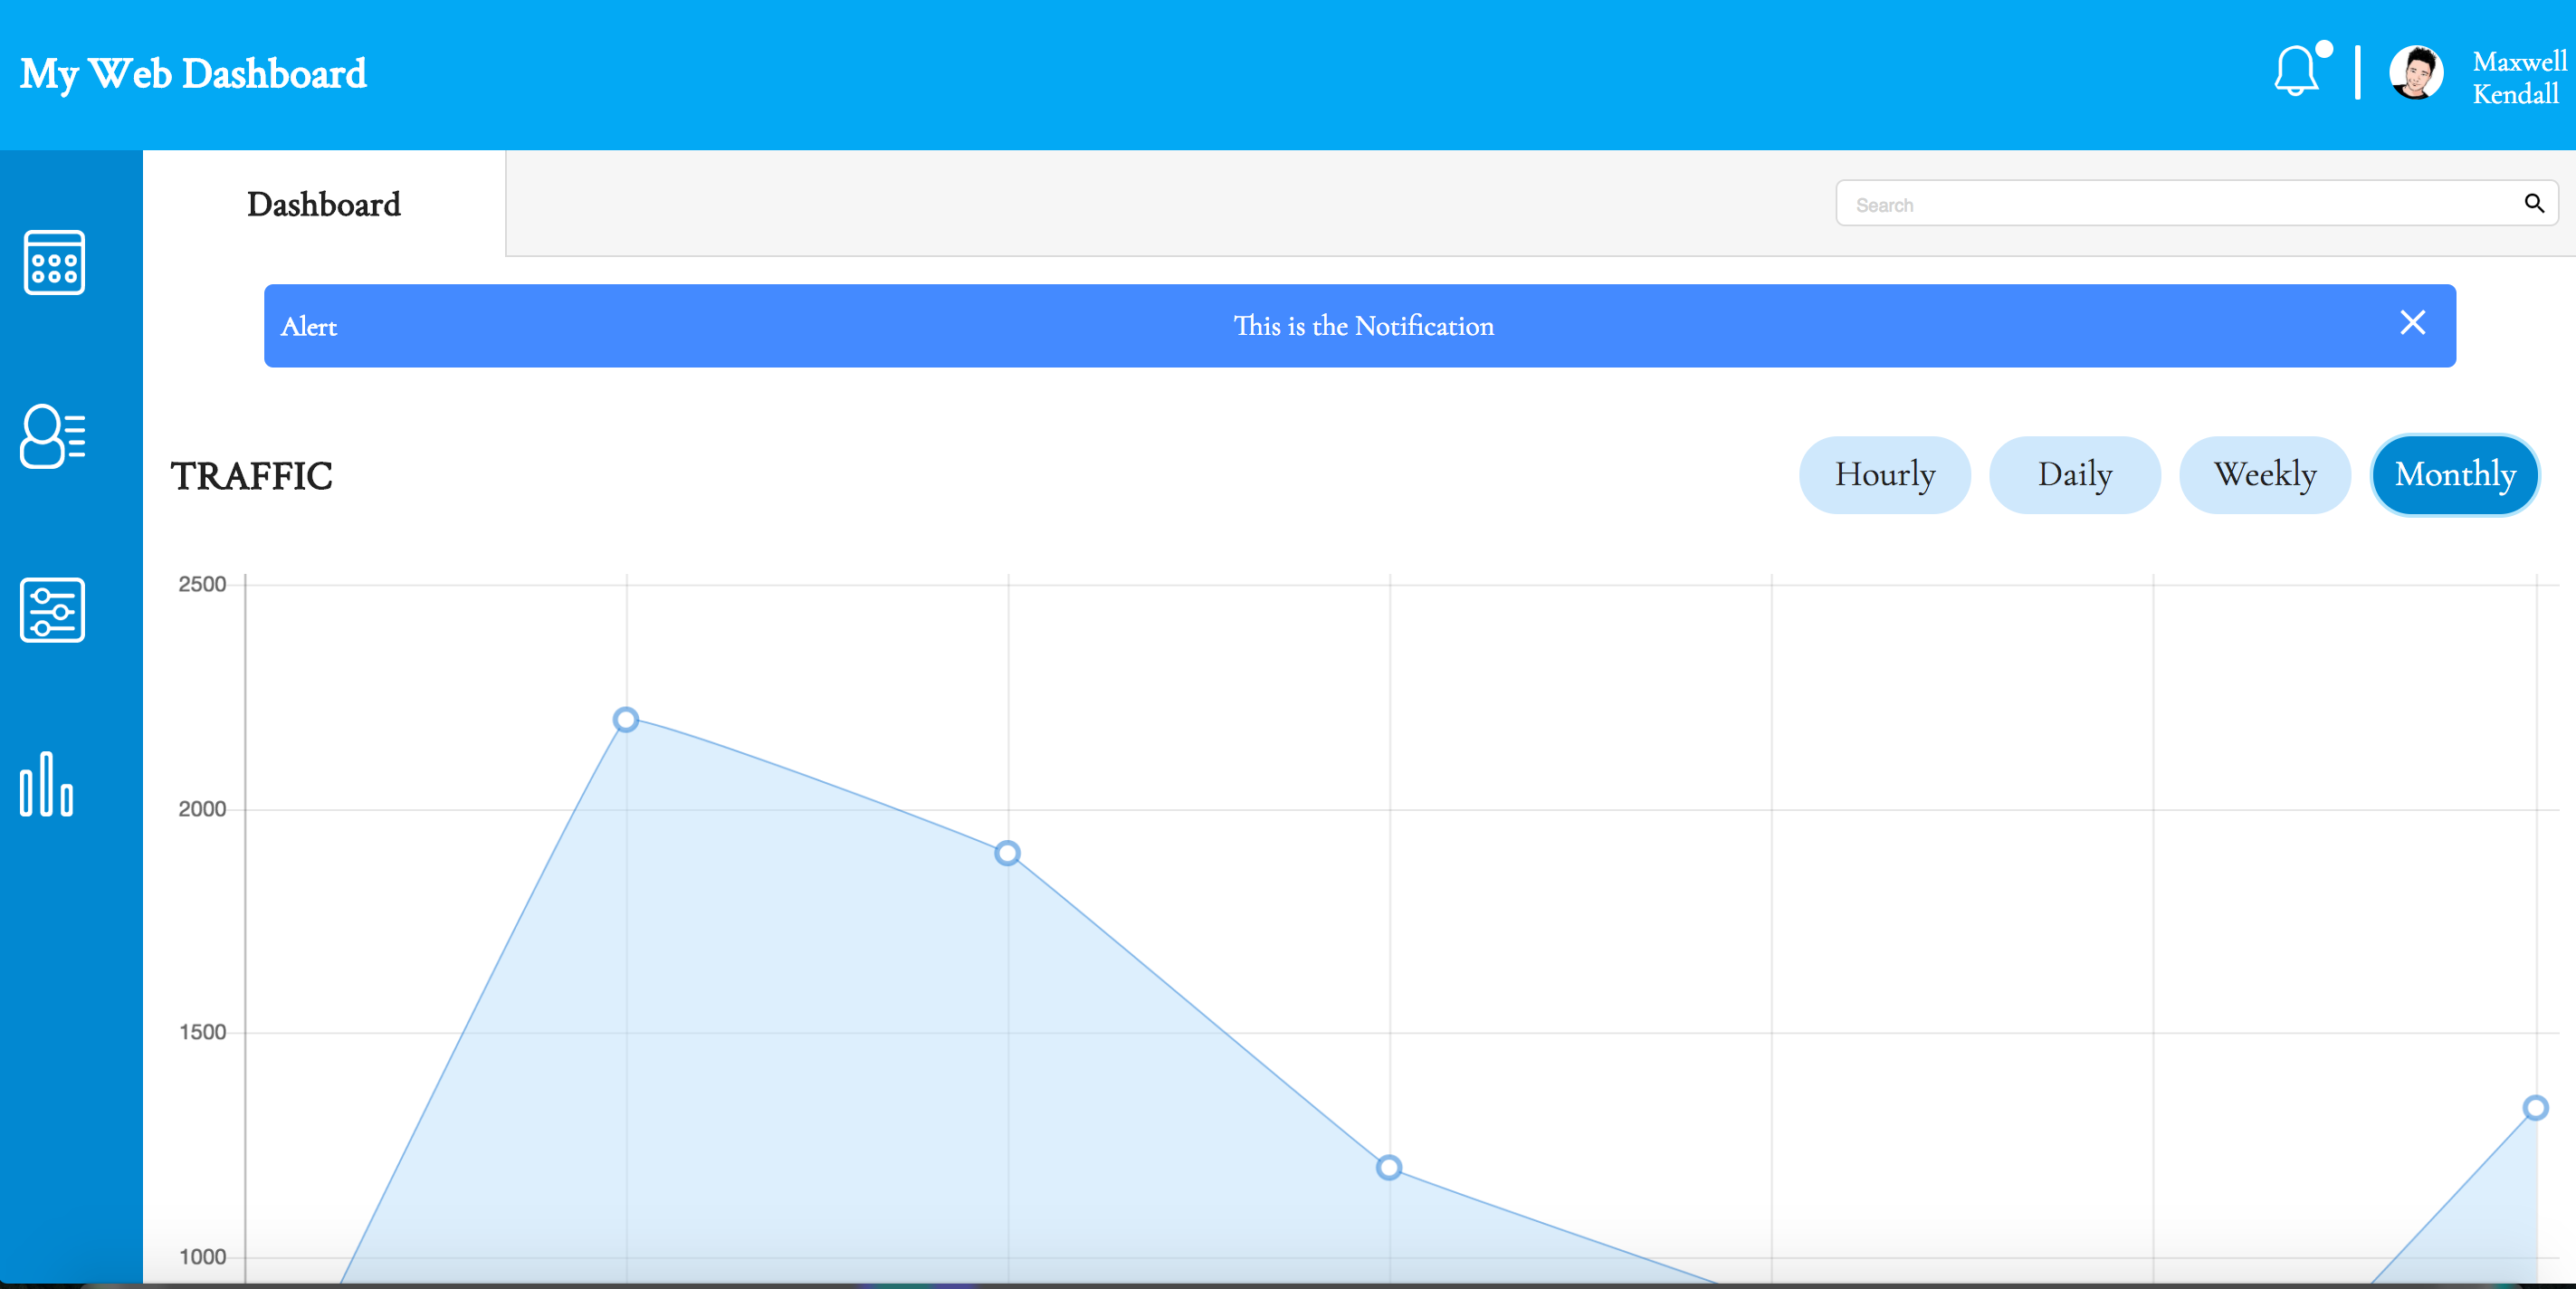 My Web Dashboard
Maxwell
Kendall
Dashboard
Search
Alert
This is the Notification
TRAFFIC
Hourly
Daily
Weekly
Monthly
2500
2000
1500
1000